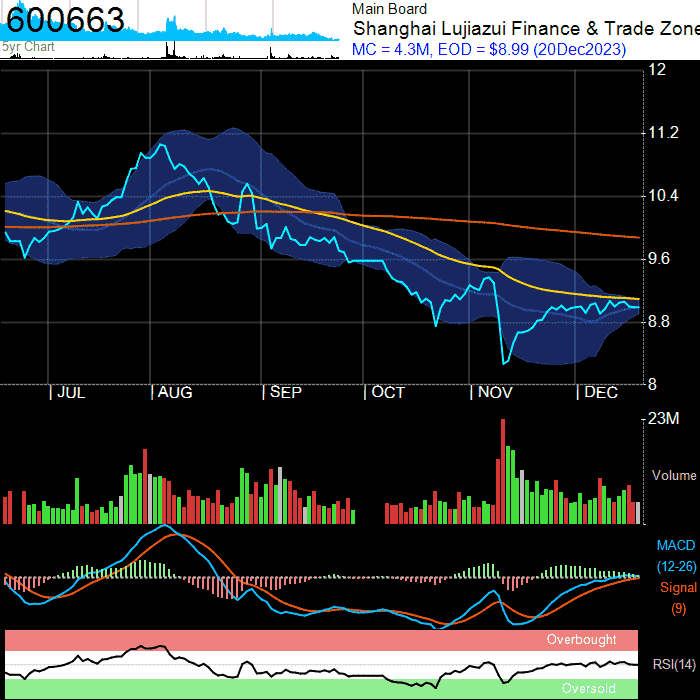 600663
5yr Chart
Main Board
Shanghai Lujiazui Finance & Trade Zone
MC = 4.3M, EOD = $8.99 (20Dec2023)
12
11.2
10.4
9.6
8.8
8
JUL AUG SEP OCT NOV DEC
23M
Volume
MACD
(12-26)
Signal
(9)
Overbought
RSI(14)
Oversold